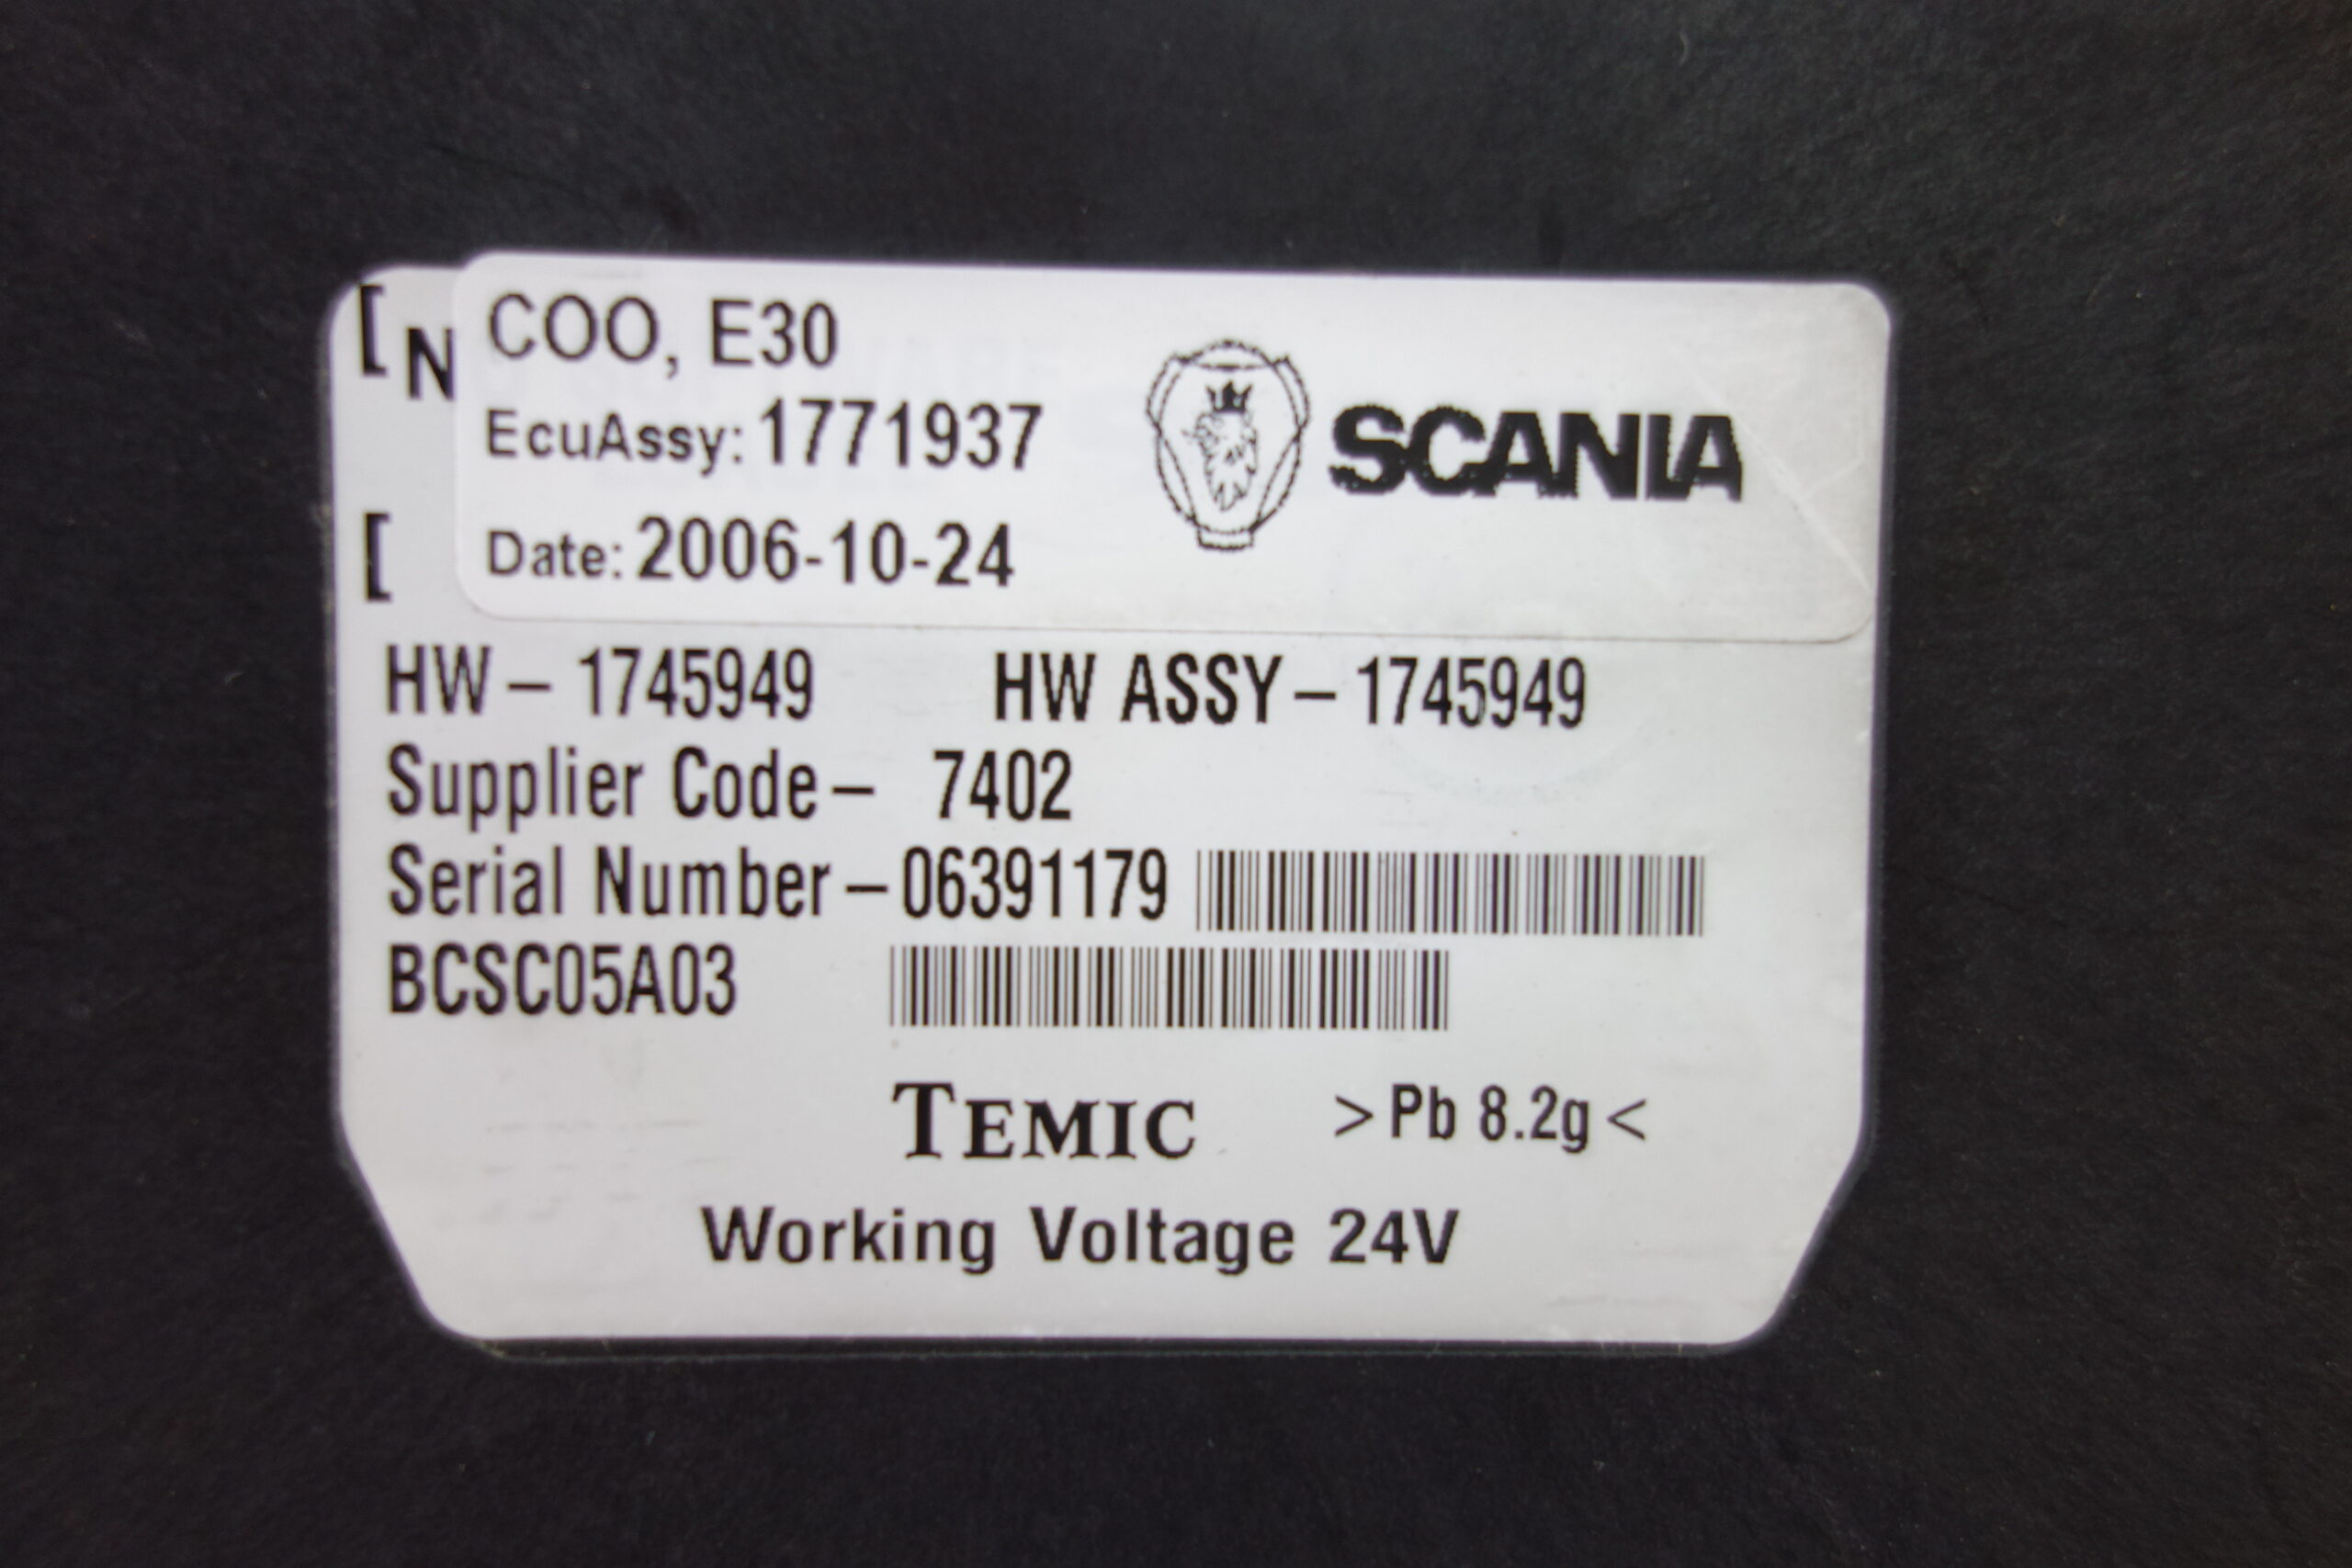 [ N
COO, E30
EcuAssy: 1771937
SCANIA
[
Date: 2006-10-24
HW – 1745949 HW ASSY – 1745949
Supplier Code – 7402
Serial Number – 06391179
BCSC05A03
TEMIC >Pb 8.2g<
Working Voltage 24V